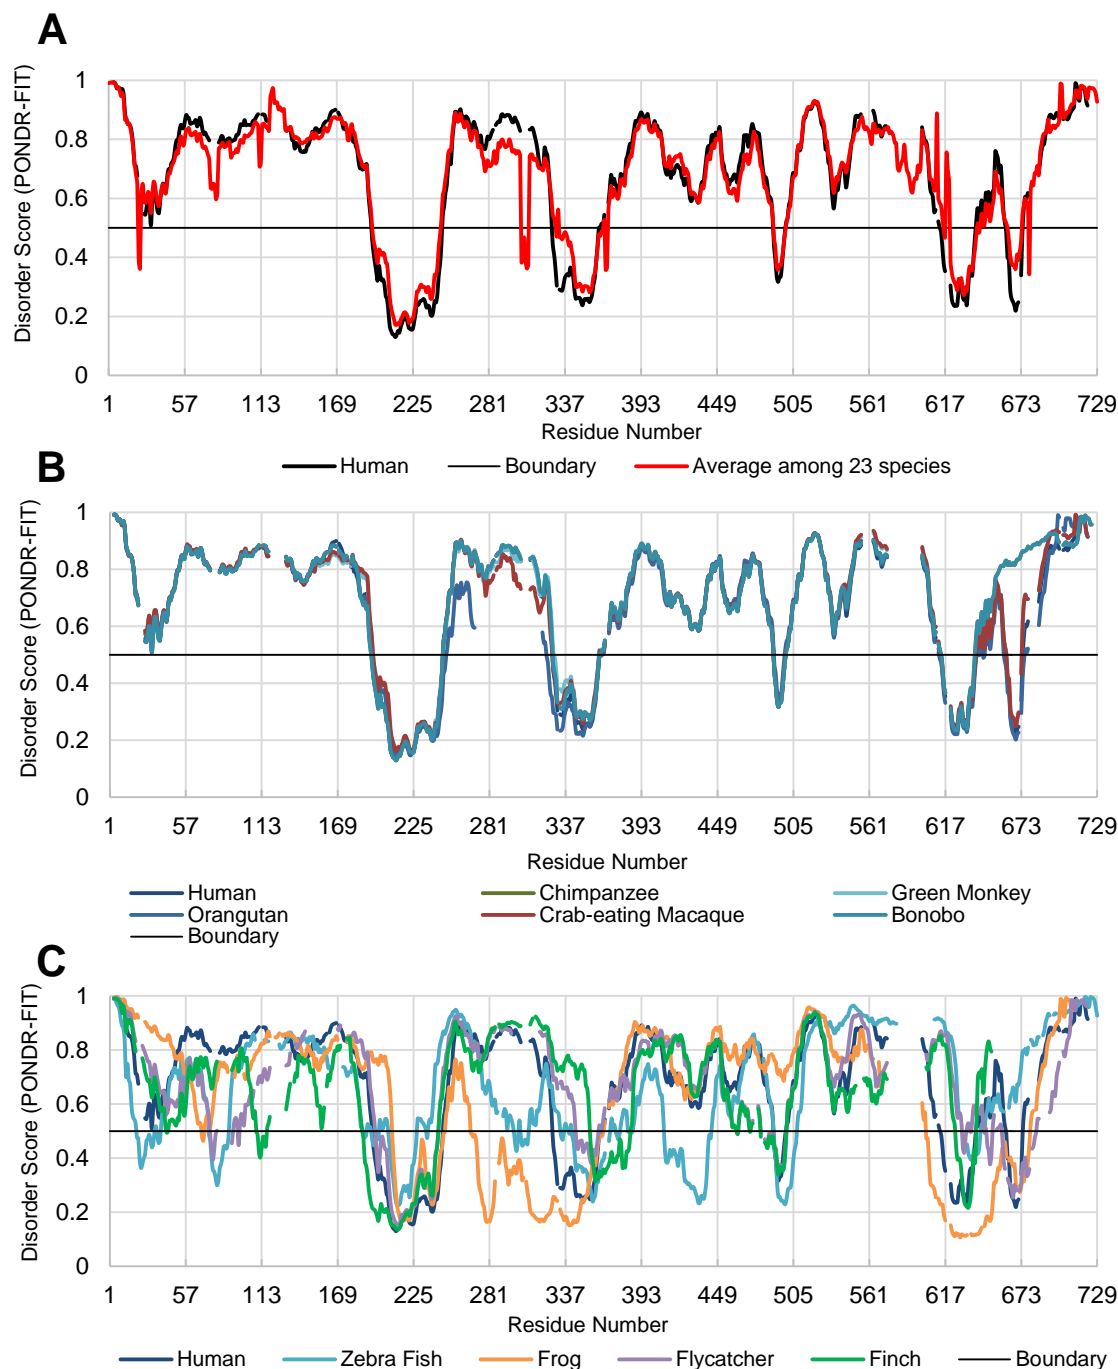 A
Disorder Score (PONDR-FIT)
1
0.8
0.6
0.4
0.2
0
1 57 113 169 225 281 337 393 449 505 561 617 673 729
Residue Number
Human Boundary Average among 23 species
B
Disorder Score (PONDR-FIT)
1
0.8
0.6
0.4
0.2
0
1 57 113 169 225 281 337 393 449 505 561 617 673 729
Residue Number
Human Chimpanzee Green Monkey
Orangutan Crab-eating Macaque Bonobo
Boundary
C
Disorder Score (PONDR-FIT)
1
0.8
0.6
0.4
0.2
0
1 57 113 169 225 281 337 393 449 505 561 617 673 729
Residue Number
Human Zebra Fish Frog Flycatcher Finch Boundary